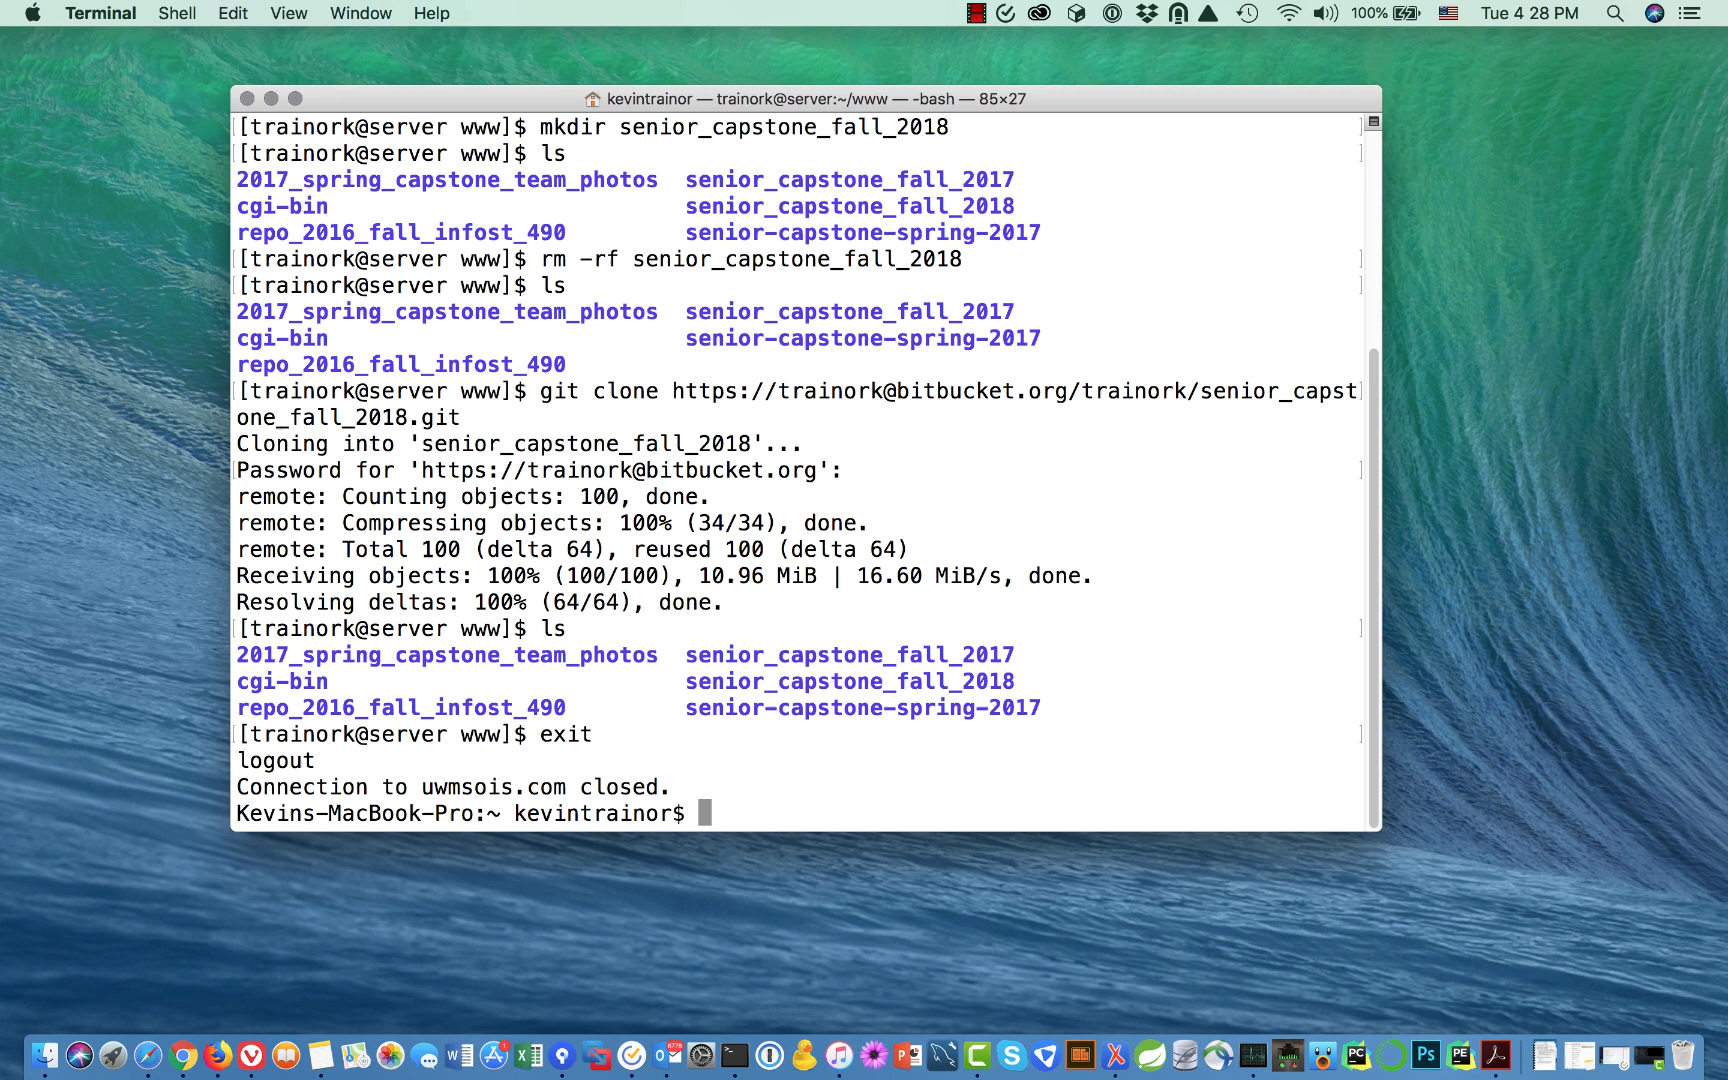 Terminal Shell Edit View Window Help 100% Tue 4 28 PM
kevintrainor — trainork@server:~/www — -bash — 85×27
[[trainork@server www]$ mkdir senior_capstone_fall_2018 ]
[[trainork@server www]$ ls ]
2017_spring_capstone_team_photos senior_capstone_fall_2017
cgi-bin senior_capstone_fall_2018
repo_2016_fall_infost_490 senior-capstone-spring-2017
[[trainork@server www]$ rm -rf senior_capstone_fall_2018 ]
[[trainork@server www]$ ls ]
2017_spring_capstone_team_photos senior_capstone_fall_2017
cgi-bin senior-capstone-spring-2017
repo_2016_fall_infost_490
[[trainork@server www]$ git clone https://trainork@bitbucket.org/trainork/senior_capst]
one_fall_2018.git
Cloning into 'senior_capstone_fall_2018'...
[Password for 'https://trainork@bitbucket.org': ]
remote: Counting objects: 100, done.
remote: Compressing objects: 100% (34/34), done.
remote: Total 100 (delta 64), reused 100 (delta 64)
Receiving objects: 100% (100/100), 10.96 MiB | 16.60 MiB/s, done.
Resolving deltas: 100% (64/64), done.
[[trainork@server www]$ ls ]
2017_spring_capstone_team_photos senior_capstone_fall_2017
cgi-bin senior_capstone_fall_2018
repo_2016_fall_infost_490 senior-capstone-spring-2017
[[trainork@server www]$ exit ]
logout
Connection to uwmsois.com closed.
Kevins-MacBook-Pro:~ kevintrainor$